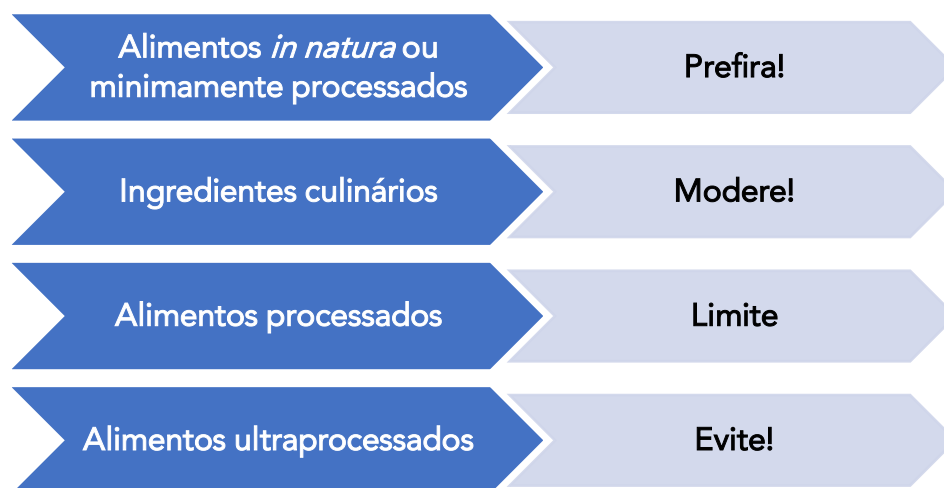 Alimentos in natura ou
minimamente processados
Prefira!
Ingredientes culinários
Modere!
Alimentos processados
Limite
Alimentos ultraprocessados
Evite!